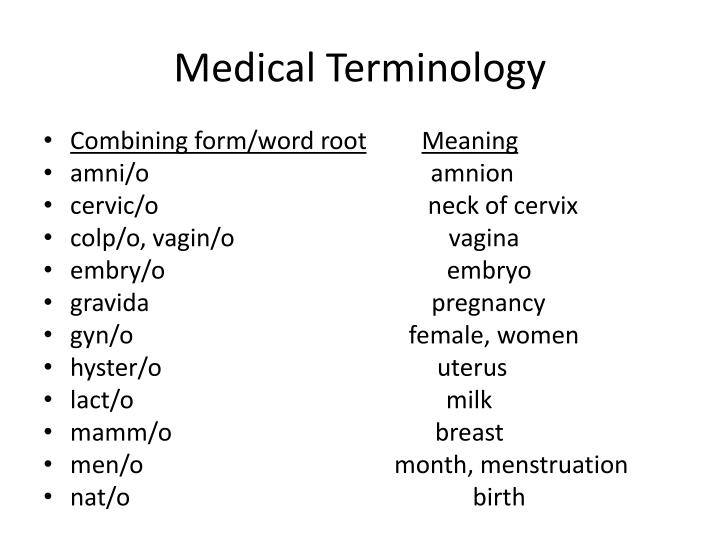 Medical Terminology
• Combining form/word root Meaning
• amni/o amnion
• cervic/o neck of cervix
• colp/o, vagin/o vagina
• embry/o embryo
• gravida pregnancy
• gyn/o female, women
• hyster/o uterus
• lact/o milk
• mamm/o breast
• men/o month, menstruation
• nat/o birth